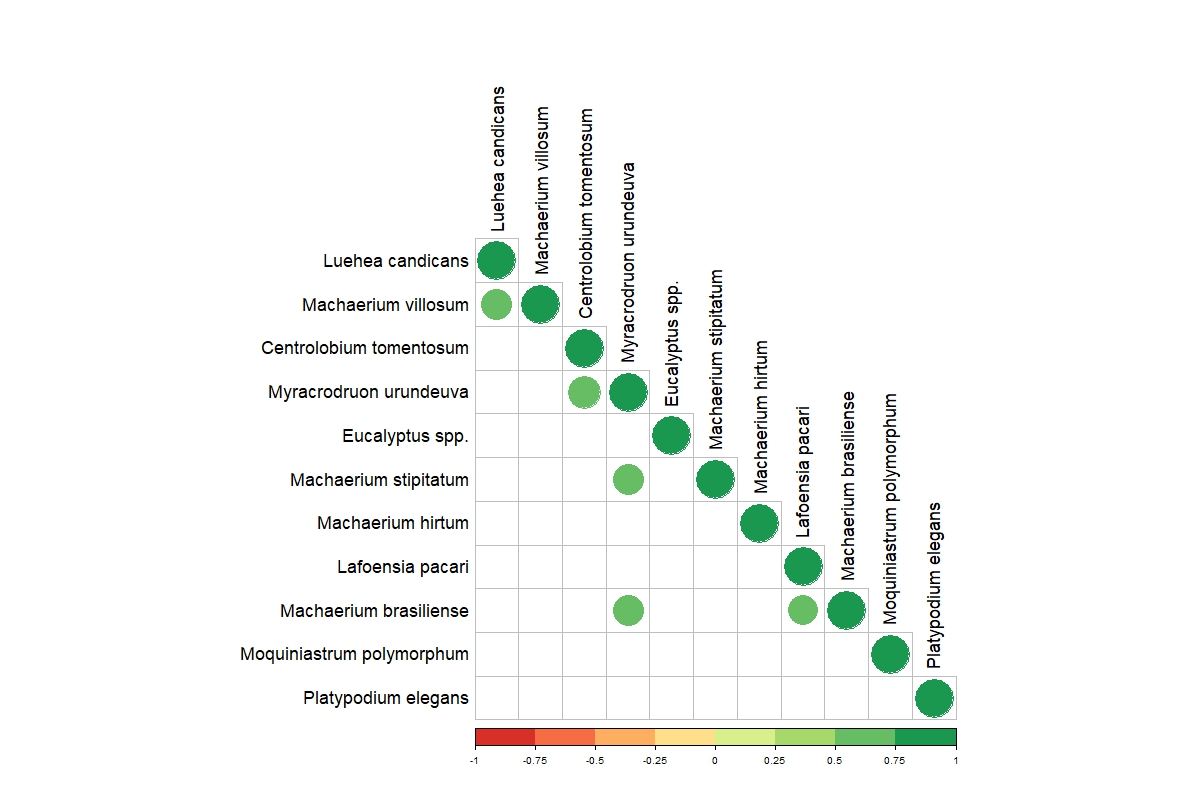 Luehea candicans
Machaerium villosum
Centrolobium tomentosum
Myracrodruon urundeuva
Eucalyptus spp.
Machaerium stipitatum
Machaerium hirtum
Lafoensia pacari
Machaerium brasiliense
Moquiniastrum polymorphum
Platypodium elegans
Luehea candicans
Machaerium villosum
Centrolobium tomentosum
Myracrodruon urundeuva
Eucalyptus spp.
Machaerium stipitatum
Machaerium hirtum
Lafoensia pacari
Machaerium brasiliense
Moquiniastrum polymorphum
Platypodium elegans
-1 -0.75 -0.5 -0.25 0 0.25 0.5 0.75 1